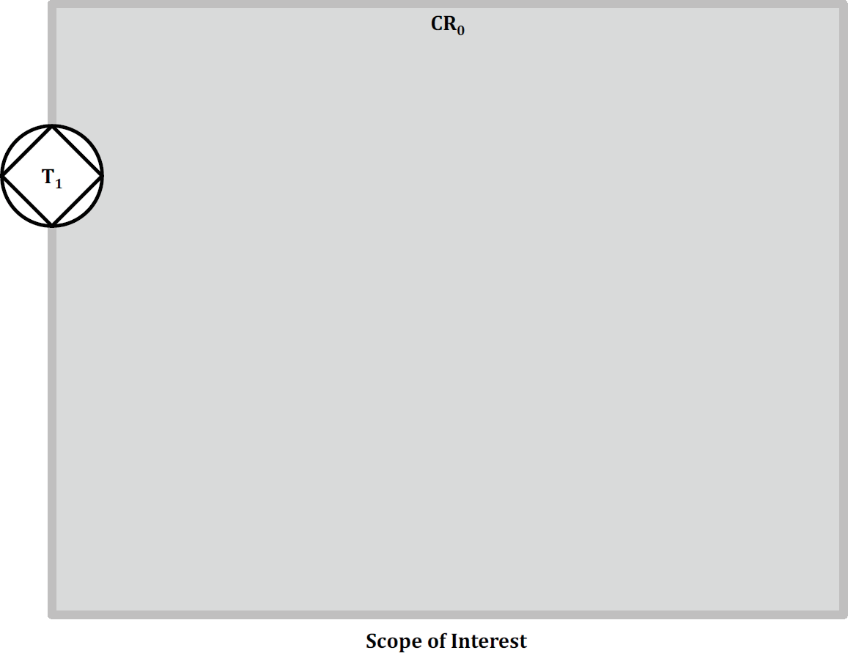 CR₀
T₁
Scope of Interest